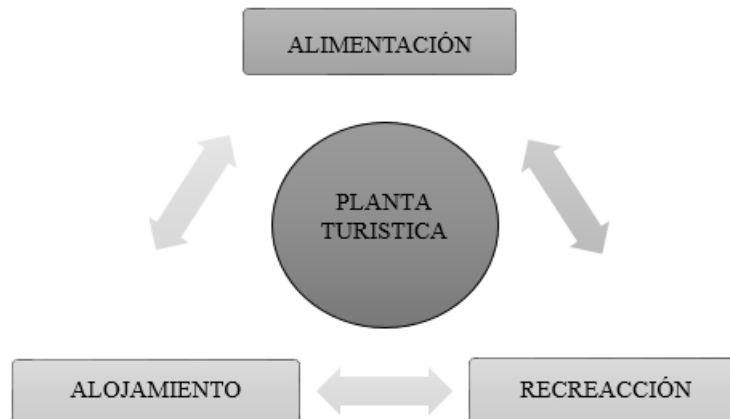 ALIMENTACIÓN
PLANTA
TURISTICA
ALOJAMIENTO
RECREACCIÓN